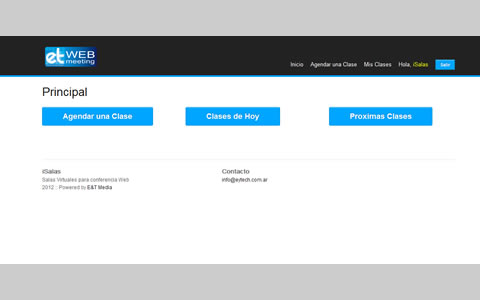 et WEB
meeting
Inicio Agendar una Clase Mis Clases Hola, iSalas Salir
Principal
Agendar una Clase Clases de Hoy Proximas Clases
iSalas Contacto
Salas Virtuales para conferencia Web info@eytech.com.ar
2012 :: Powered by E&T Media